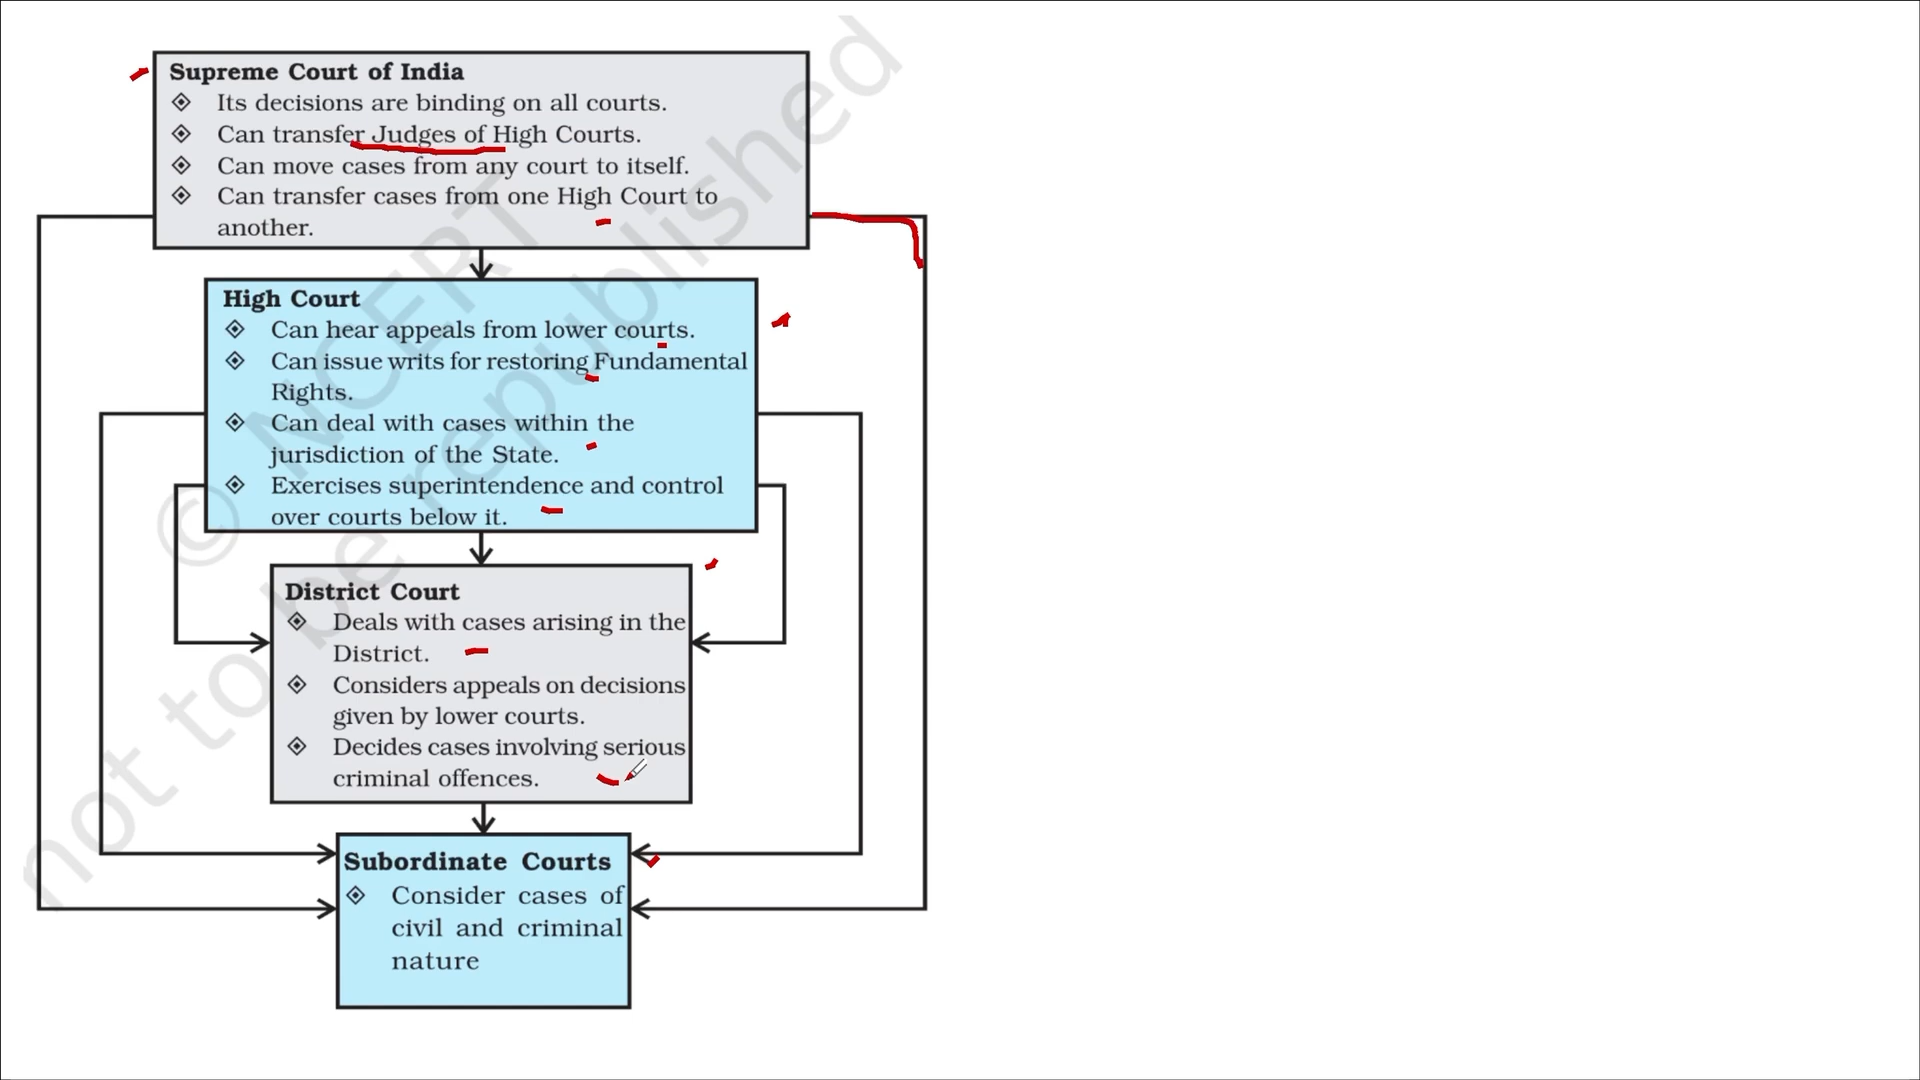 Supreme Court of India
Its decisions are binding on all courts.
Can transfer Judges of High Courts.
Can move cases from any court to itself.
Can transfer cases from one High Court to
another.
High Court
Can hear appeals from lower courts.
Can issue writs for restoring Fundamental
Rights.
Can deal with cases within the
jurisdiction of the State.
Exercises superintendence and control
over courts below it.
District Court
Deals with cases arising in the
District.
Considers appeals on decisions
given by lower courts.
Decides cases involving serious
criminal offences.
Subordinate Courts
Consider cases of
civil and criminal
nature
© NCERT
not to be republished